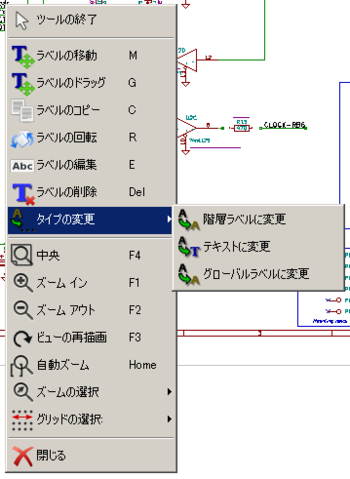 ツールの終了
ラベルの移動 M
ラベルのドラッグ G
ラベルのコピー C
ラベルの回転 R
Abc ラベルの編集 E
ラベルの削除 Del
タイプの変更
階層ラベルに変更
テキストに変更
グローバルラベルに変更
中央 F4
ズーム イン F1
ズーム アウト F2
ビューの再描画 F3
自動ズーム Home
ズームの選択
グリッドの選択
閉じる
CLOCK-RB6